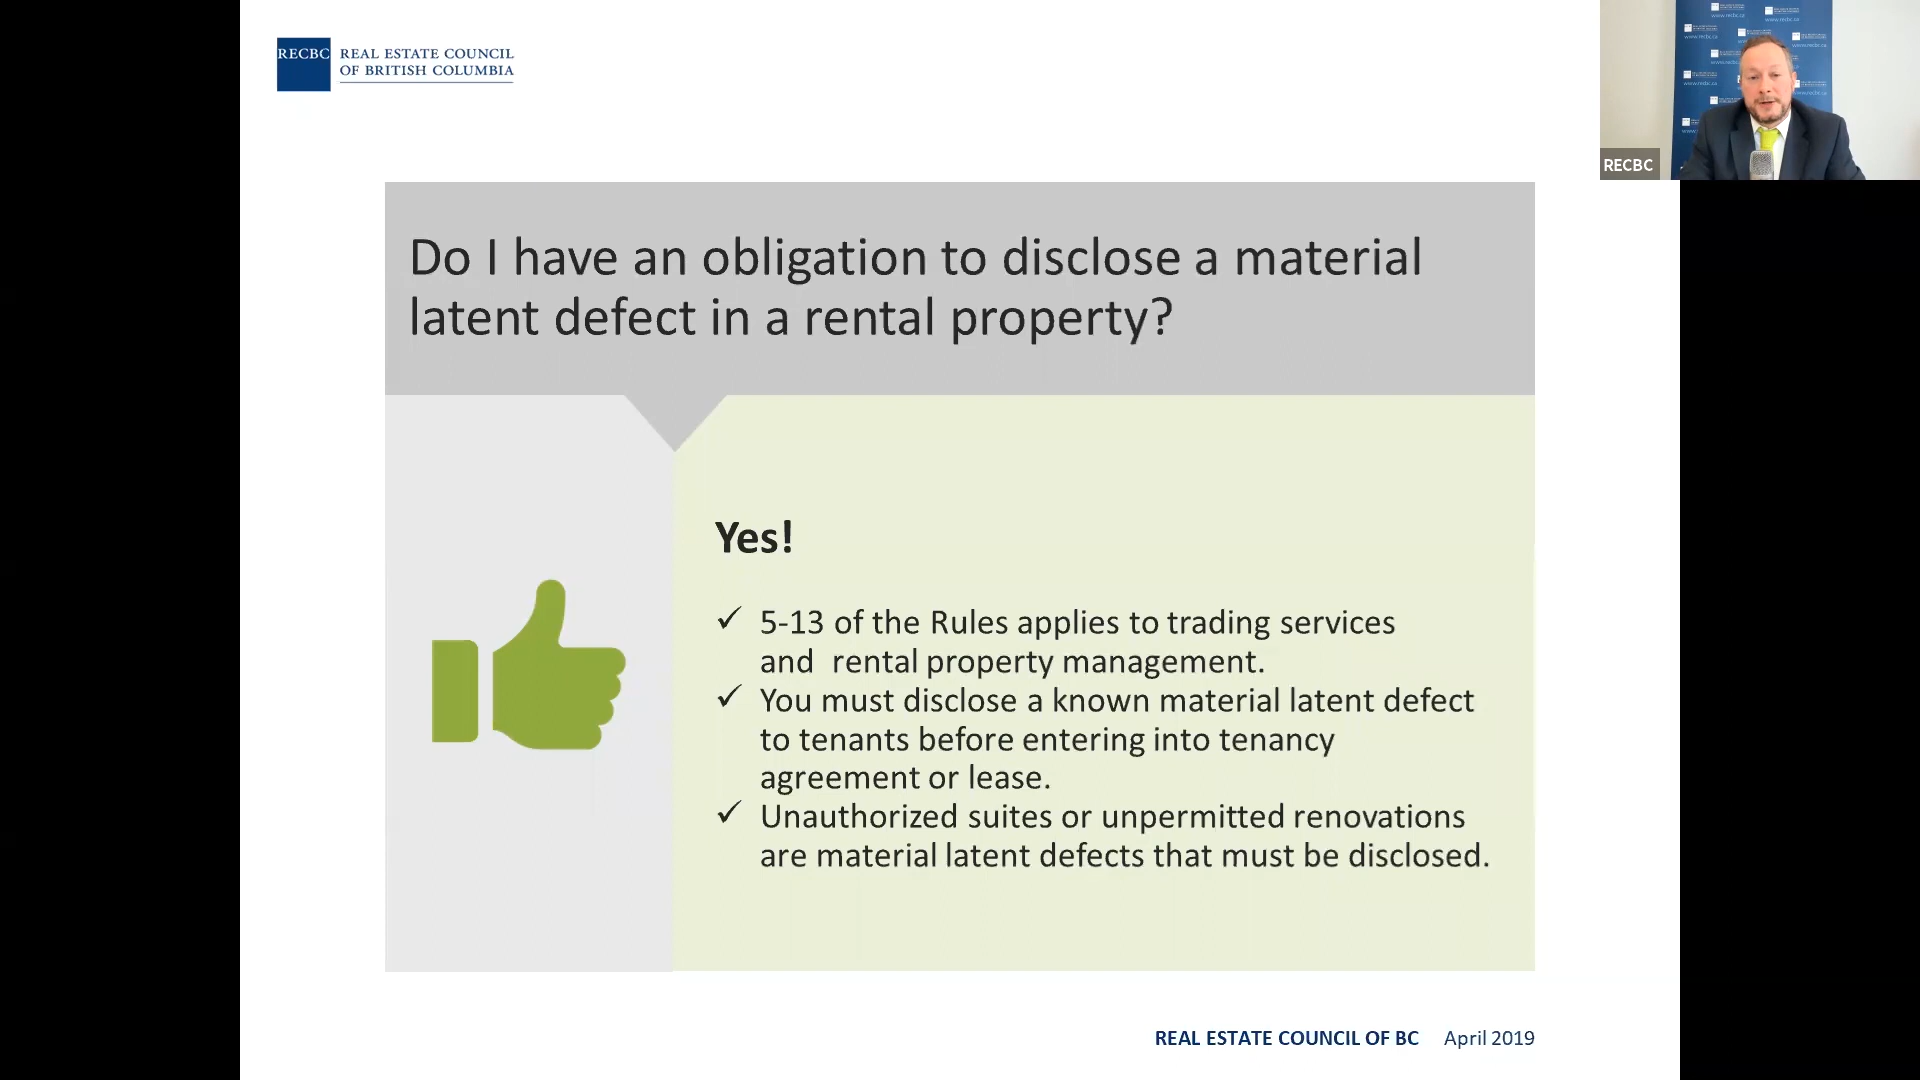 RECBC
REAL ESTATE COUNCIL
OF BRITISH COLUMBIA
RECBC
Do I have an obligation to disclose a material
latent defect in a rental property?
Yes!
✓ 5-13 of the Rules applies to trading services
and  rental property management.
✓ You must disclose a known material latent defect
to tenants before entering into tenancy
agreement or lease.
✓ Unauthorized suites or unpermitted renovations
are material latent defects that must be disclosed.
REAL ESTATE COUNCIL OF BC April 2019